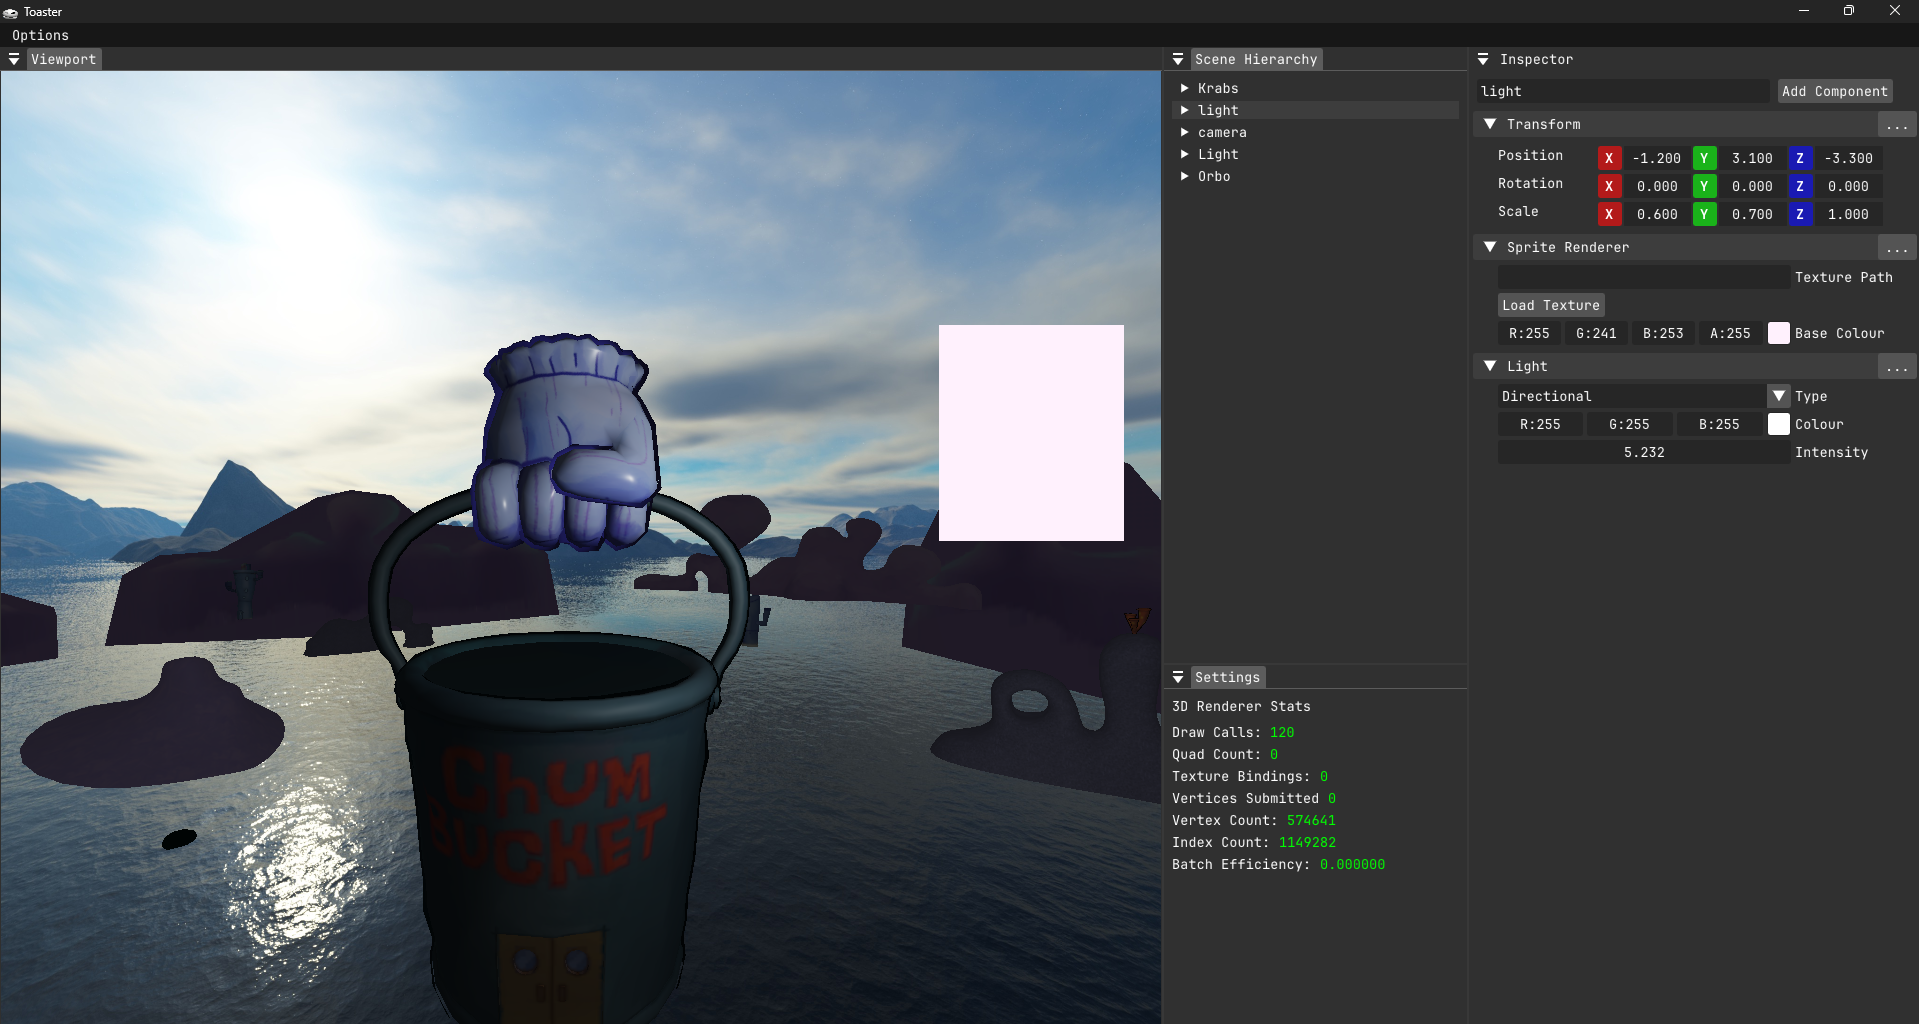 Toaster
Options
Viewport
ChUM
BUCKET
Scene Hierarchy
Krabs
light
camera
Light
Orbo
Settings
3D Renderer Stats
Draw Calls: 120
Quad Count: 0
Texture Bindings: 0
Vertices Submitted 0
Vertex Count: 574641
Index Count: 1149282
Batch Efficiency: 0.000000
Inspector
light Add Component
Transform ...
Position X -1.200 Y 3.100 Z -3.300
Rotation X 0.000 Y 0.000 Z 0.000
Scale X 0.600 Y 0.700 Z 1.000
Sprite Renderer ...
Texture Path
Load Texture
R:255 G:241 B:253 A:255 Base Colour
Light ...
Directional Type
R:255 G:255 B:255 Colour
5.232 Intensity